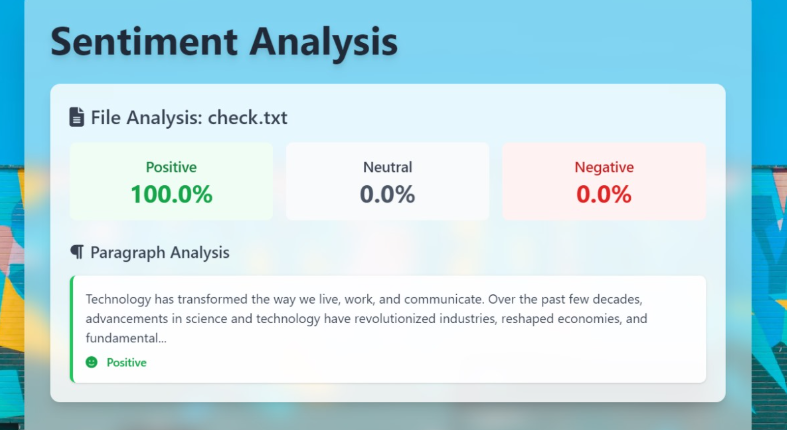 Sentiment Analysis
File Analysis: check.txt
Positive
100.0%
Neutral
0.0%
Negative
0.0%
Paragraph Analysis
Technology has transformed the way we live, work, and communicate. Over the past few decades,
advancements in science and technology have revolutionized industries, reshaped economies, and
fundamental...
Positive